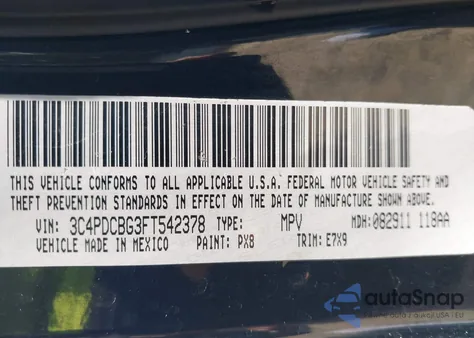 THIS VEHICLE CONFORMS TO ALL APPLICABLE U.S.A. FEDERAL MOTOR VEHICLE SAFETY AND
THEFT PREVENTION STANDARDS IN EFFECT ON THE DATE OF MANUFACTURE SHOWN ABOVE.
VIN: 3C4PDCBG3FT542378 TYPE: MPV MDH: 082911 118AA
VEHICLE MADE IN MEXICO PAINT: PX8 TRIM: E7X9
autoSnap